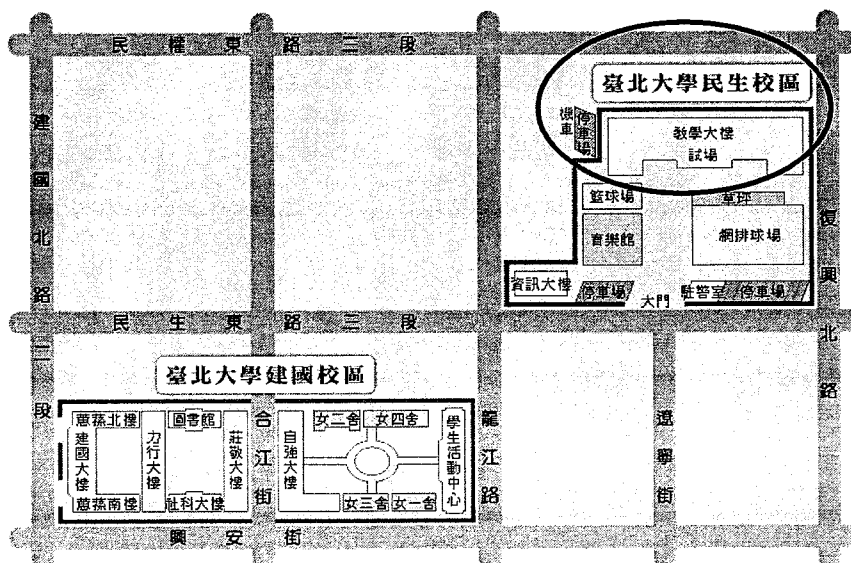 民權東路二段
臺北大學民生校區
機車
停車場
教學大樓
試場
建國北路二段
籃球場
草坪
音樂館
網排球場
復興北路
資訊大樓
停車場
大門
駐警室
停車場
民生東路二段
臺北大學建國校區
慈蓀北樓
圖書館
女二舍
女四舍
建國大樓
力行大樓
莊敬大樓
合江街
自強大樓
學生活動中心
龍江路
遼寧街
慈蓀南樓
社科大樓
女三舍
女一舍
興安街